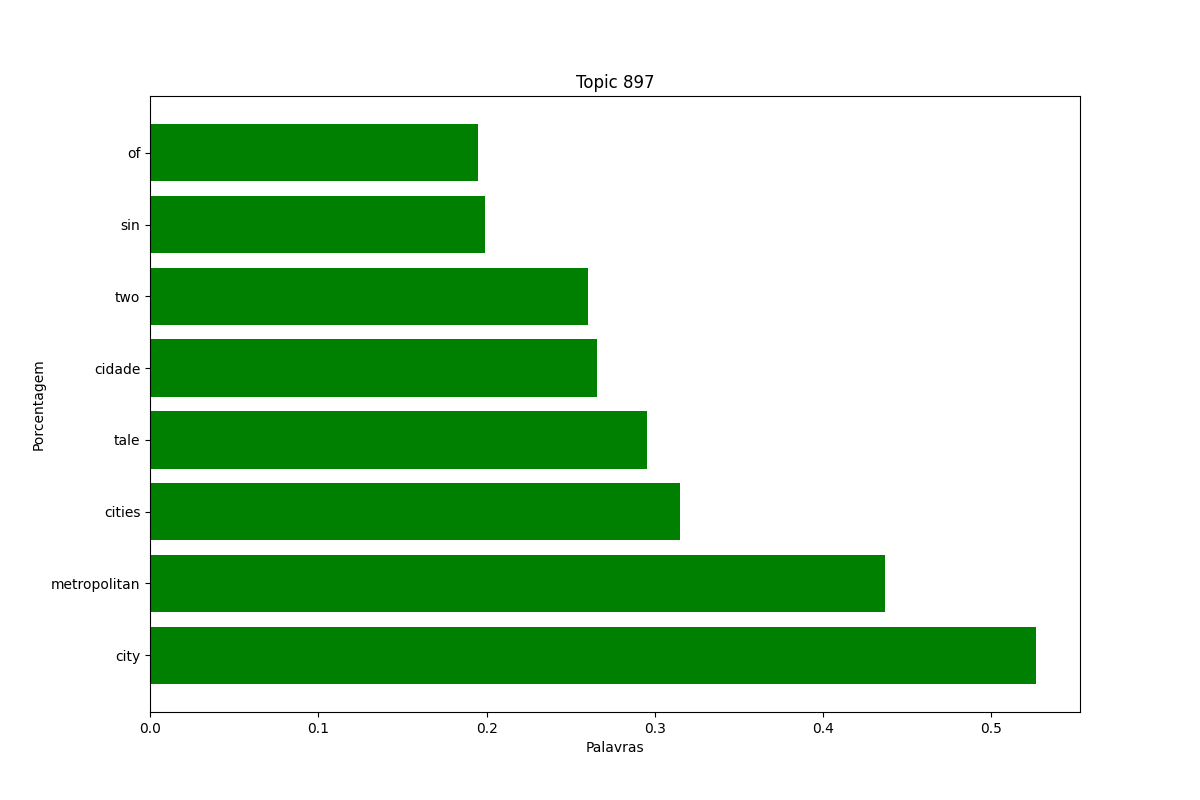 Topic 897
of
sin
two
cidade
tale
cities
metropolitan
city
Porcentagem
0.0 0.1 0.2 0.3 0.4 0.5
Palavras